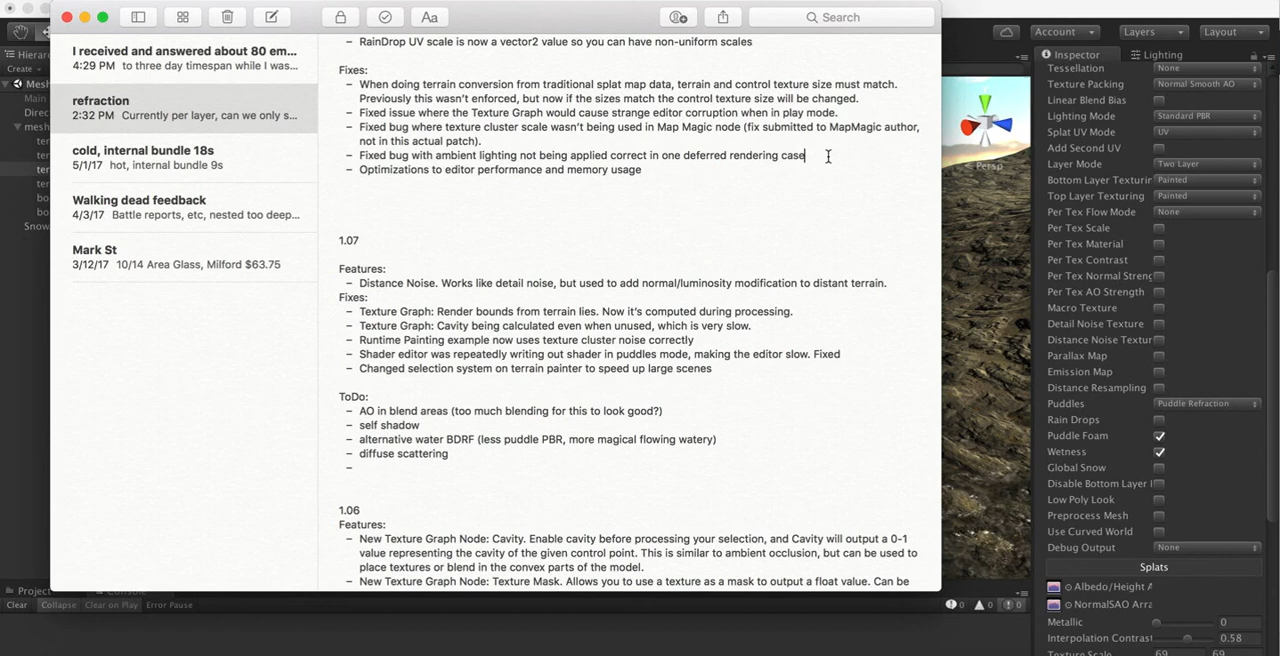 Search
Account
Layers
Layout
I received and answered about 80 em...
4:29 PM to three day timespan while I was...
refraction
2:32 PM Currently per layer, can we only s...
cold, internal bundle 18s
5/1/17 hot, internal bundle 9s
Walking dead feedback
4/3/17 Battle reports, etc, nested too deep...
Mark St
3/12/17 10/14 Area Glass, Milford $63.75
– RainDrop UV scale is now a vector2 value so you can have non-uniform scales
Fixes:
– When doing terrain conversion from traditional splat map data, terrain and control texture size must match.
Previously this wasn't enforced, but now if the sizes match the control texture size will be changed.
– Fixed issue where the Texture Graph would cause strange editor corruption when in play mode.
– Fixed bug where texture cluster scale wasn't being used in Map Magic node (fix submitted to MapMagic author,
not in this actual patch).
– Fixed bug with ambient lighting not being applied correct in one deferred rendering case
– Optimizations to editor performance and memory usage
1.07
Features:
– Distance Noise. Works like detail noise, but used to add normal/luminosity modification to distant terrain.
Fixes:
– Texture Graph: Render bounds from terrain lies. Now it's computed during processing.
– Texture Graph: Cavity being calculated even when unused, which is very slow.
– Runtime Painting example now uses texture cluster noise correctly
– Shader editor was repeatedly writing out shader in puddles mode, making the editor slow. Fixed
– Changed selection system on terrain painter to speed up large scenes
ToDo:
– AO in blend areas (too much blending for this to look good?)
– self shadow
– alternative water BDRF (less puddle PBR, more magical flowing watery)
– diffuse scattering
–
1.06
Features:
– New Texture Graph Node: Cavity. Enable cavity before processing your selection, and Cavity will output a 0-1
value representing the cavity of the given control point. This is similar to ambient occlusion, but can be used to
place textures or blend in the convex parts of the model.
– New Texture Graph Node: Texture Mask. Allows you to use a texture as a mask to output a float value. Can be
Hierar
Create
Mesh
Main
Direc
mesh
ter
ter
ter
ter
bo
bo
Snow
Persp
Inspector
Lighting
Tessellation None
Texture Packing Normal Smooth AO
Linear Blend Bias
Lighting Mode Standard PBR
Splat UV Mode UV
Add Second UV
Layer Mode Two Layer
Bottom Layer Texturin Painted
Top Layer Texturing Painted
Per Tex Flow Mode None
Per Tex Scale
Per Tex Material
Per Tex Contrast
Per Tex Normal Streng
Per Tex AO Strength
Macro Texture
Detail Noise Texture
Distance Noise Textur
Parallax Map
Emission Map
Distance Resampling
Puddles Puddle Refraction
Rain Drops
Puddle Foam
Wetness
Global Snow
Disable Bottom Layer
Low Poly Look
Preprocess Mesh
Use Curved World
Debug Output None
Splats
Albedo/Height A
NormalSAO Arra
Metallic 0
Interpolation Contras 0.58
Texture Scale 69 69
Project
Console
Clear Collapse Clear on Play Error Pause
0 0 0